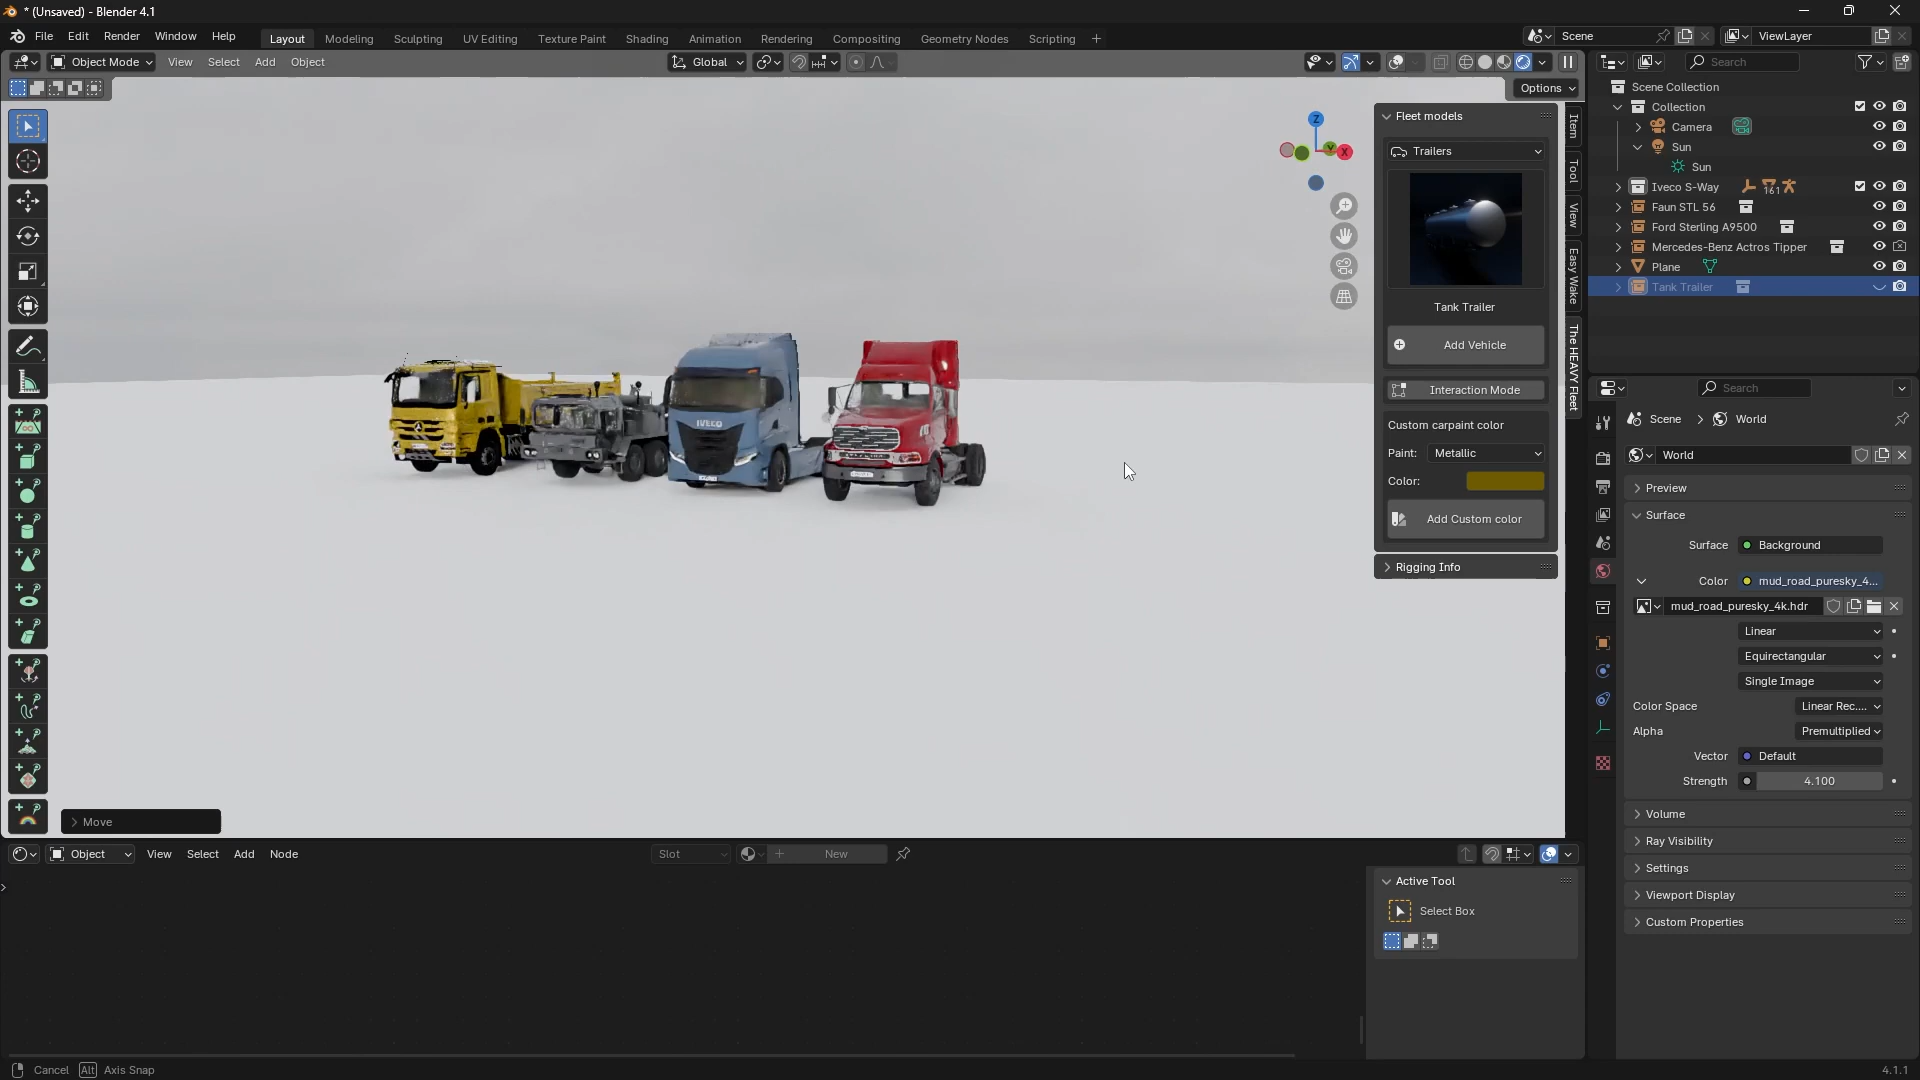 * (Unsaved) - Blender 4.1
File Edit Render Window Help
Layout Modeling Sculpting UV Editing Texture Paint Shading Animation Rendering Compositing Geometry Nodes Scripting +
Scene
ViewLayer
Object Mode View Select Add Object
Global
Search
Options
Scene Collection
Collection
Camera
Sun
Sun
Iveco S-Way 161
Faun STL 56
Ford Sterling A9500
Mercedes-Benz Actros Tipper
Plane
Tank Trailer
Z
Y
X
Fleet models
Trailers
Tank Trailer
Add Vehicle
Interaction Mode
Custom carpaint color
Paint: Metallic
Color:
Add Custom color
Rigging Info
Item
Tool
View
Easy Wake
The HEAVY Fleet
IVECO
Search
Scene > World
World
Preview
Surface
Surface Background
Color mud_road_puresky_4...
mud_road_puresky_4k.hdr
Linear
Equirectangular
Single Image
Color Space Linear Rec....
Alpha Premultiplied
Vector Default
Strength 4.100
Volume
Ray Visibility
Settings
Viewport Display
Custom Properties
Move
Object View Select Add Node
Slot
New
Active Tool
Select Box
Cancel Alt Axis Snap
4.1.1